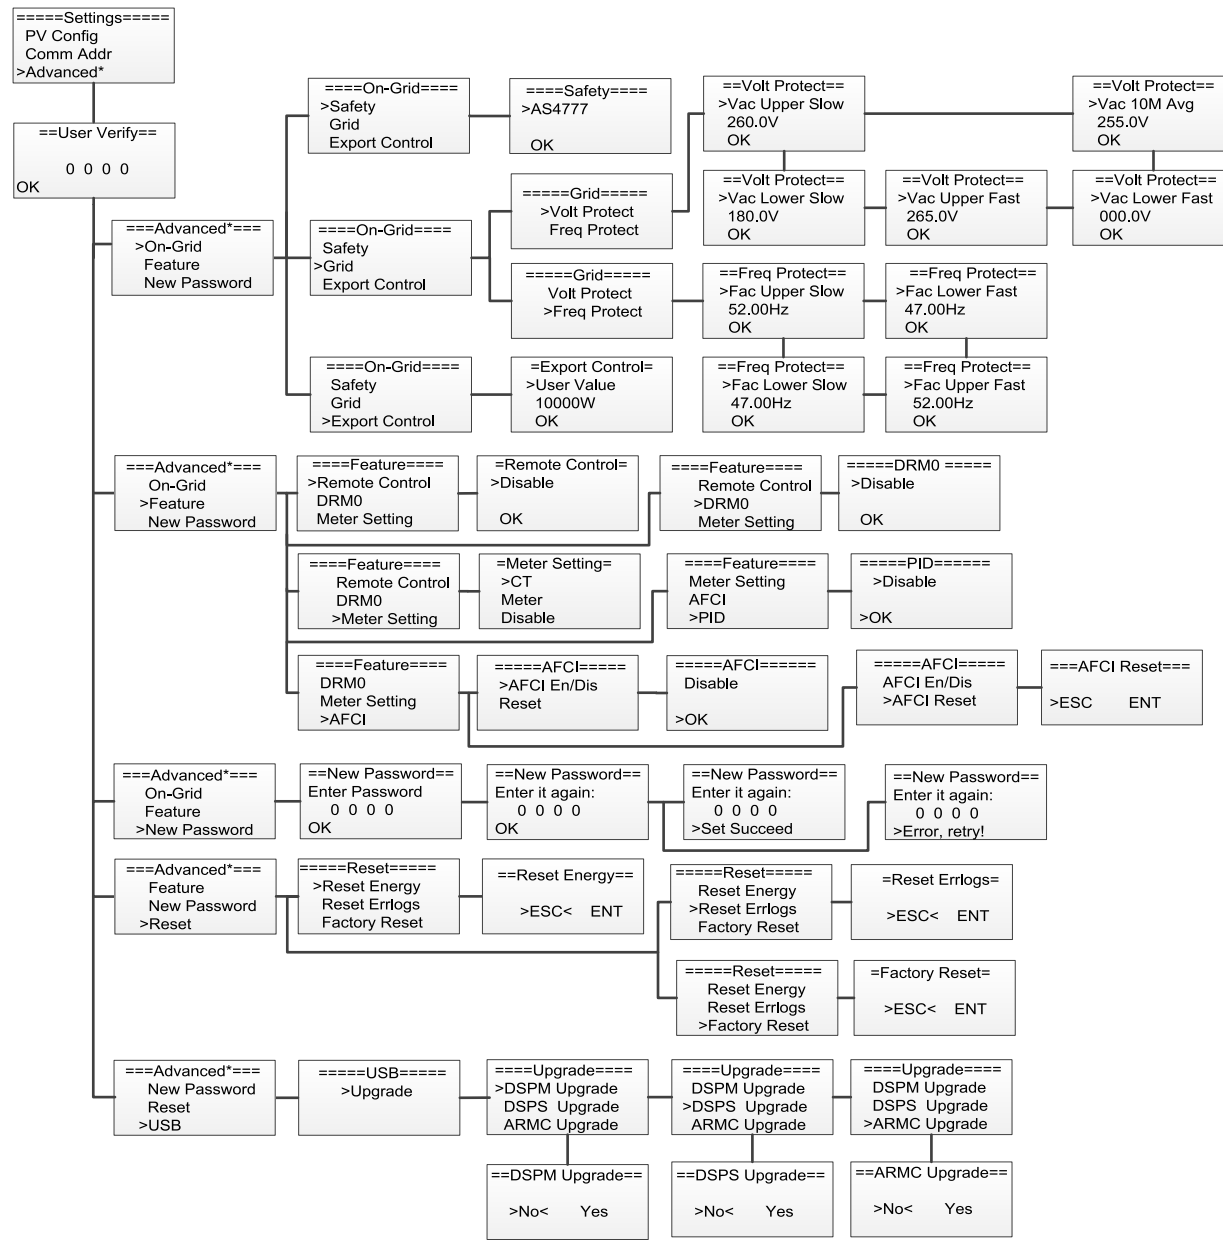 =====Settings=====
PV Config
Comm Addr
>Advanced*
==User Verify==
0 0 0 0
OK
===Advanced*===
>On-Grid
Feature
New Password
====On-Grid====
>Safety
Grid
Export Control
====Safety====
>AS4777
OK
====On-Grid====
Safety
>Grid
Export Control
=====Grid=====
>Volt Protect
Freq Protect
==Volt Protect==
>Vac Upper Slow
260.0V
OK
==Volt Protect==
>Vac 10M Avg
255.0V
OK
==Volt Protect==
>Vac Lower Slow
180.0V
OK
==Volt Protect==
>Vac Upper Fast
265.0V
OK
==Volt Protect==
>Vac Lower Fast
000.0V
OK
=====Grid=====
Volt Protect
>Freq Protect
==Freq Protect==
>Fac Upper Slow
52.00Hz
OK
==Freq Protect==
>Fac Lower Fast
47.00Hz
OK
==Freq Protect==
>Fac Lower Slow
47.00Hz
OK
==Freq Protect==
>Fac Upper Fast
52.00Hz
OK
====On-Grid====
Safety
Grid
>Export Control
=Export Control=
>User Value
10000W
OK
===Advanced*===
On-Grid
>Feature
New Password
====Feature====
>Remote Control
DRM0
Meter Setting
=Remote Control=
>Disable
OK
====Feature====
Remote Control
>DRM0
Meter Setting
=====DRM0 =====
>Disable
OK
====Feature====
Remote Control
DRM0
>Meter Setting
=Meter Setting=
>CT
Meter
Disable
====Feature====
Meter Setting
AFCI
>PID
=====PID======
>Disable
>OK
====Feature====
DRM0
Meter Setting
>AFCI
=====AFCI=====
>AFCI En/Dis
Reset
=====AFCI======
Disable
>OK
=====AFCI=====
AFCI En/Dis
>AFCI Reset
===AFCI Reset===
>ESC ENT
===Advanced*===
On-Grid
Feature
>New Password
==New Password==
Enter Password
0 0 0 0
OK
==New Password==
Enter it again:
0 0 0 0
OK
==New Password==
Enter it again:
0 0 0 0
>Set Succeed
==New Password==
Enter it again:
0 0 0 0
>Error, retry!
===Advanced*===
Feature
New Password
>Reset
=====Reset=====
>Reset Energy
Reset Errlogs
Factory Reset
==Reset Energy==
>ESC< ENT
=====Reset=====
Reset Energy
>Reset Errlogs
Factory Reset
=Reset Errlogs=
>ESC< ENT
=====Reset=====
Reset Energy
Reset Errlogs
>Factory Reset
=Factory Reset=
>ESC< ENT
===Advanced*===
New Password
Reset
>USB
=====USB=====
>Upgrade
====Upgrade====
>DSPM Upgrade
DSPS Upgrade
ARMC Upgrade
====Upgrade====
DSPM Upgrade
>DSPS Upgrade
ARMC Upgrade
====Upgrade====
DSPM Upgrade
DSPS Upgrade
>ARMC Upgrade
==DSPM Upgrade==
>No< Yes
==DSPS Upgrade==
>No< Yes
==ARMC Upgrade==
>No< Yes